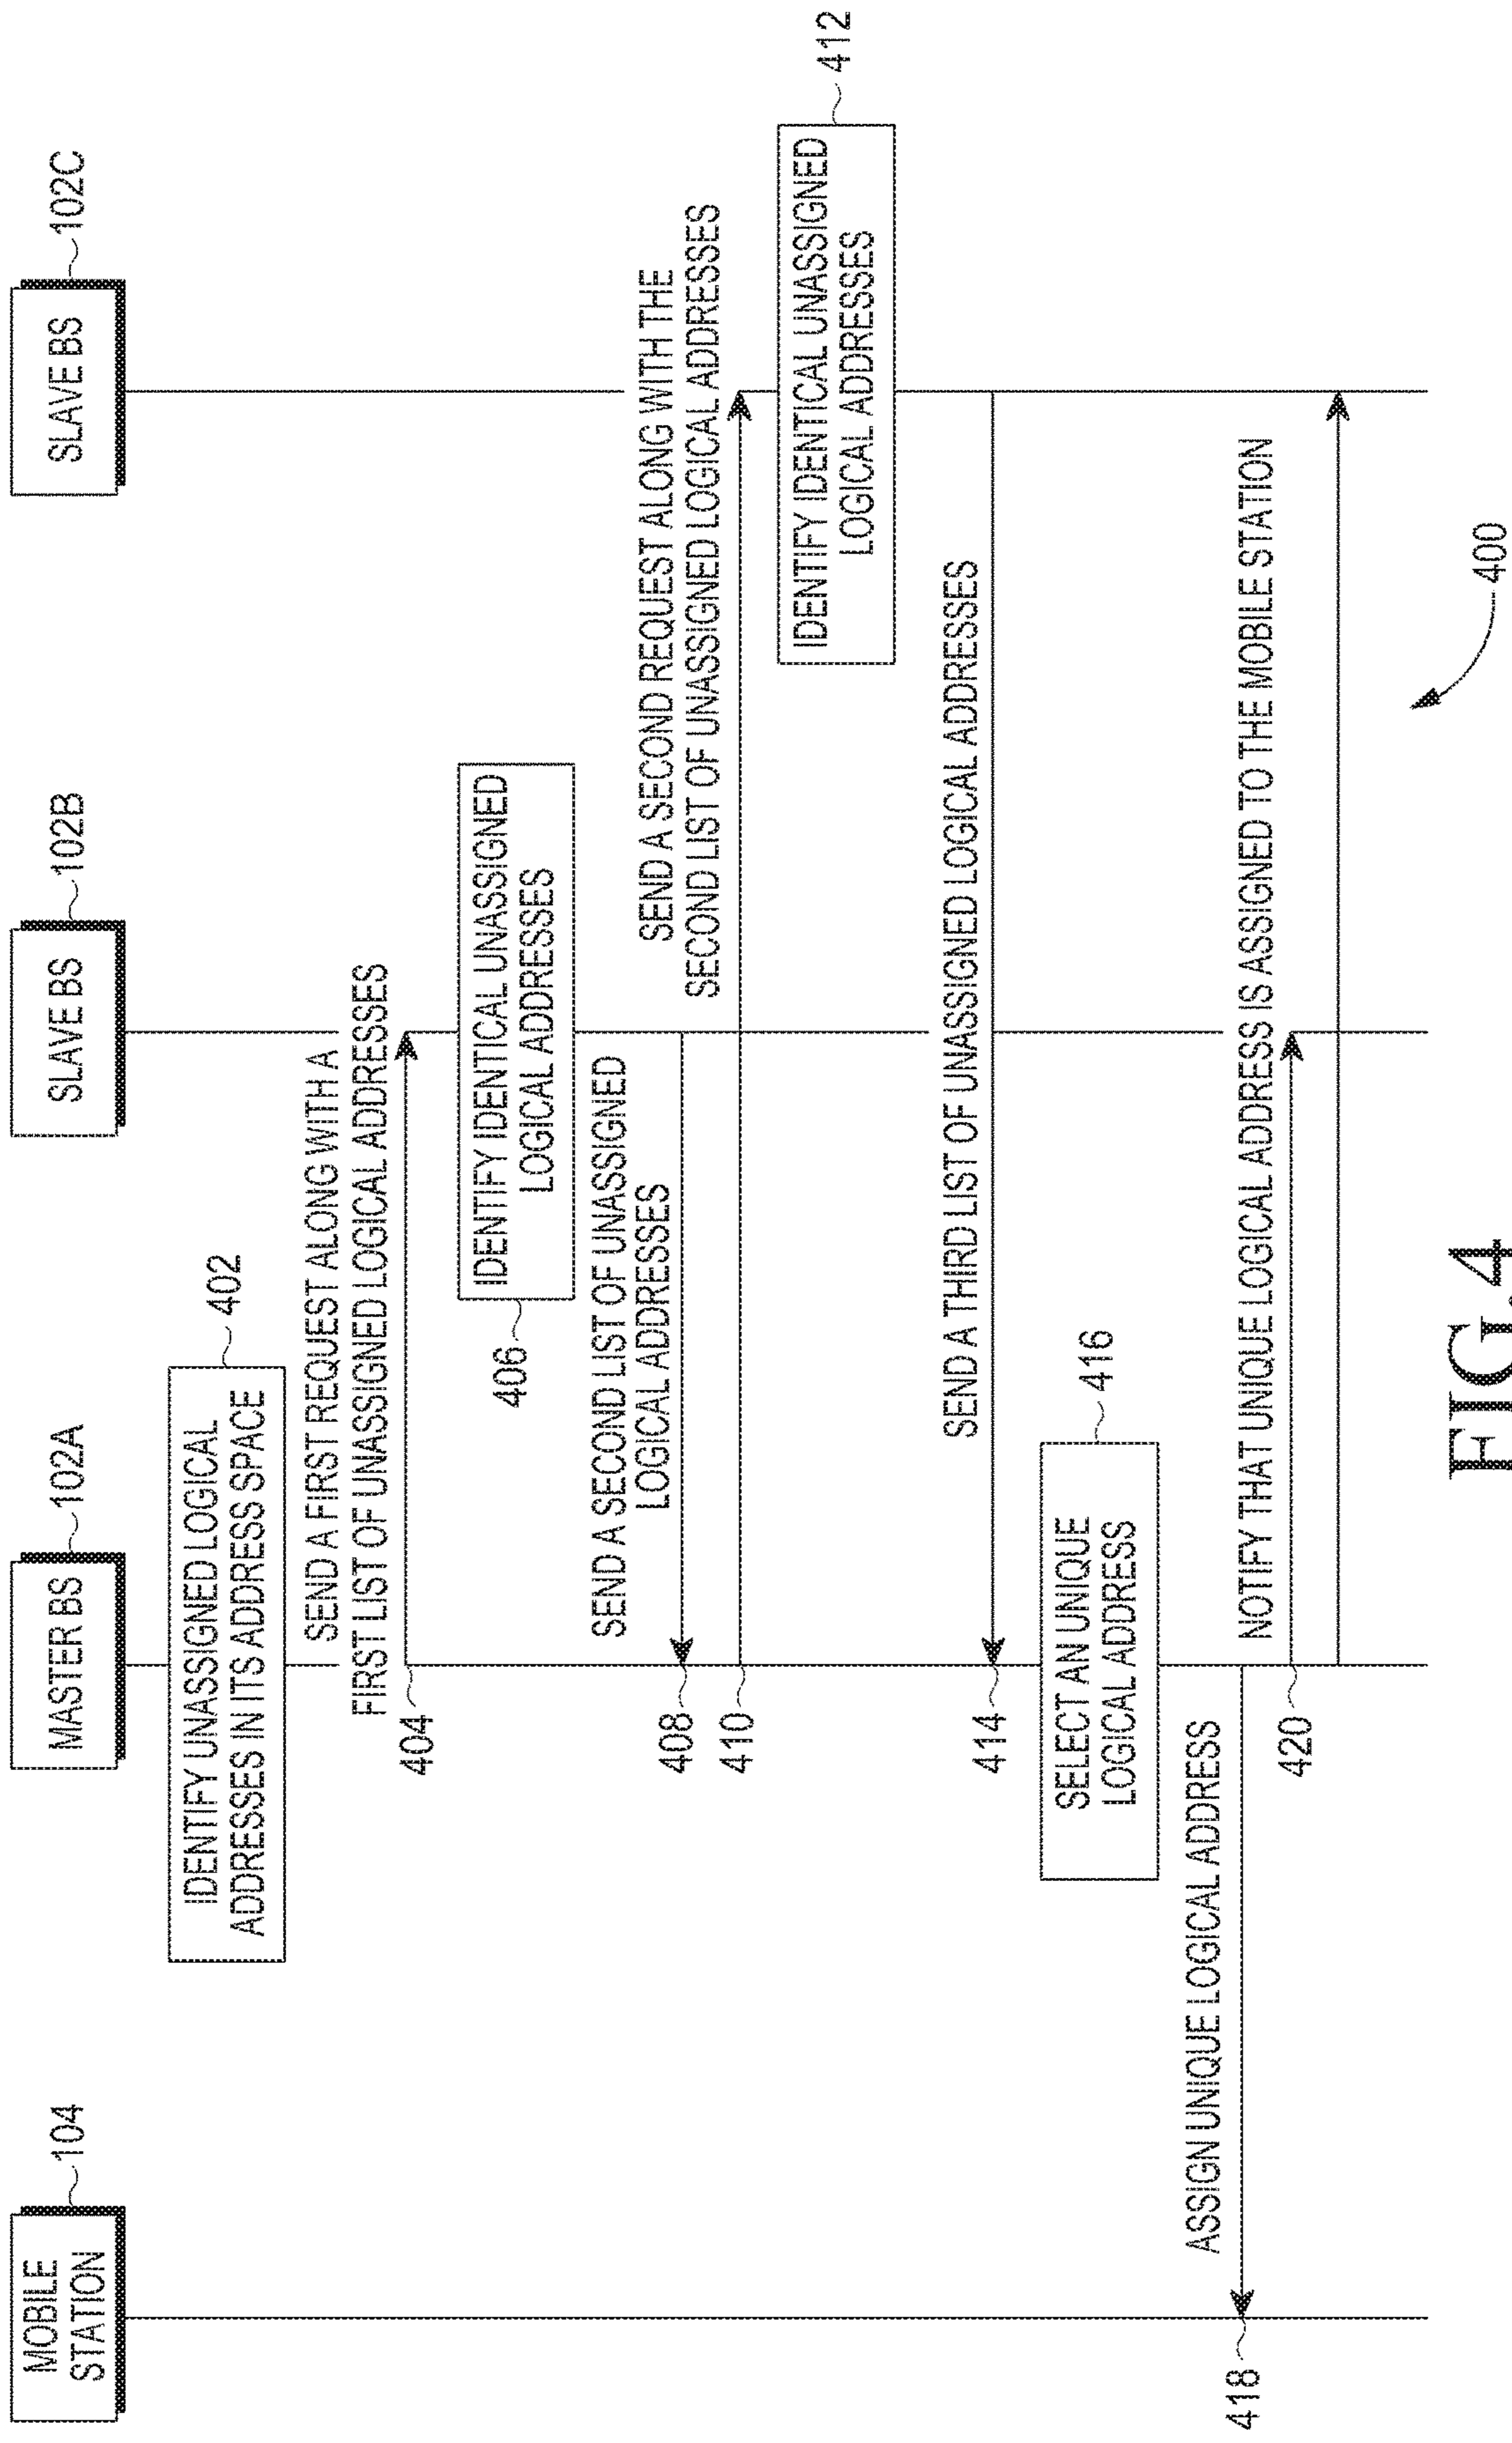 MOBILE
STATION
104
MASTER BS
102A
SLAVE BS
102B
SLAVE BS
102C
IDENTIFY UNASSIGNED LOGICAL
ADDRESSES IN ITS ADDRESS SPACE
402
SEND A FIRST REQUEST ALONG WITH A
FIRST LIST OF UNASSIGNED LOGICAL ADDRESSES
404
IDENTIFY IDENTICAL UNASSIGNED
LOGICAL ADDRESSES
406
SEND A SECOND LIST OF UNASSIGNED
LOGICAL ADDRESSES
408
SEND A SECOND REQUEST ALONG WITH THE
SECOND LIST OF UNASSIGNED LOGICAL ADDRESSES
410
IDENTIFY IDENTICAL UNASSIGNED
LOGICAL ADDRESSES
412
SEND A THIRD LIST OF UNASSIGNED LOGICAL ADDRESSES
414
SELECT AN UNIQUE
LOGICAL ADDRESS
416
ASSIGN UNIQUE LOGICAL ADDRESS
418
NOTIFY THAT UNIQUE LOGICAL ADDRESS IS ASSIGNED TO THE MOBILE STATION
420
400
FIG.4